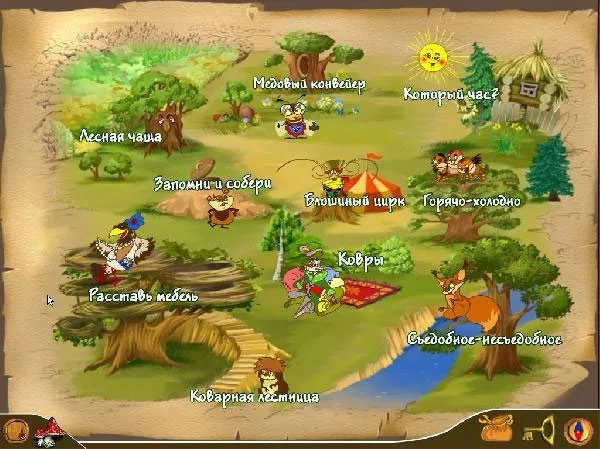 Медовый конвейер
Который час?
Лесная чаща
Запомни и собери
Блошиный цирк
Горячо-холодно
Ковры
Расставь мебель
Съедобное-несъедобное
Коварная лестница